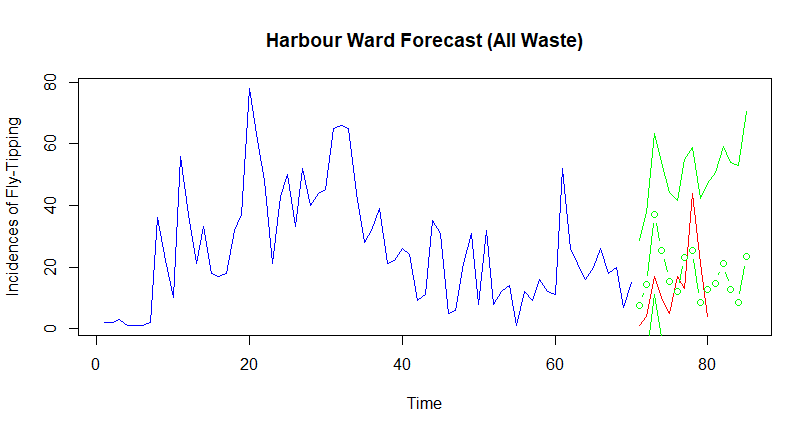 Harbour Ward Forecast (All Waste)
Incidences of Fly-Tipping
80
60
40
20
0
0 20 40 60 80
Time